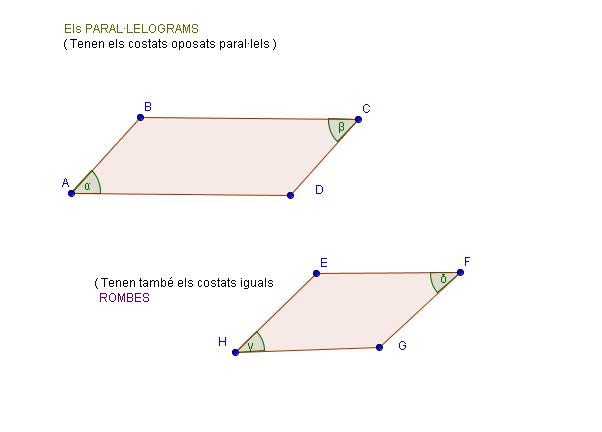 Els PARAL·LELOGRAMS
( Tenen els costats oposats paral·lels )
B
C
β
A
α
D
E
F
( Tenen també els costats iguals
δ
ROMBES
H
γ
G